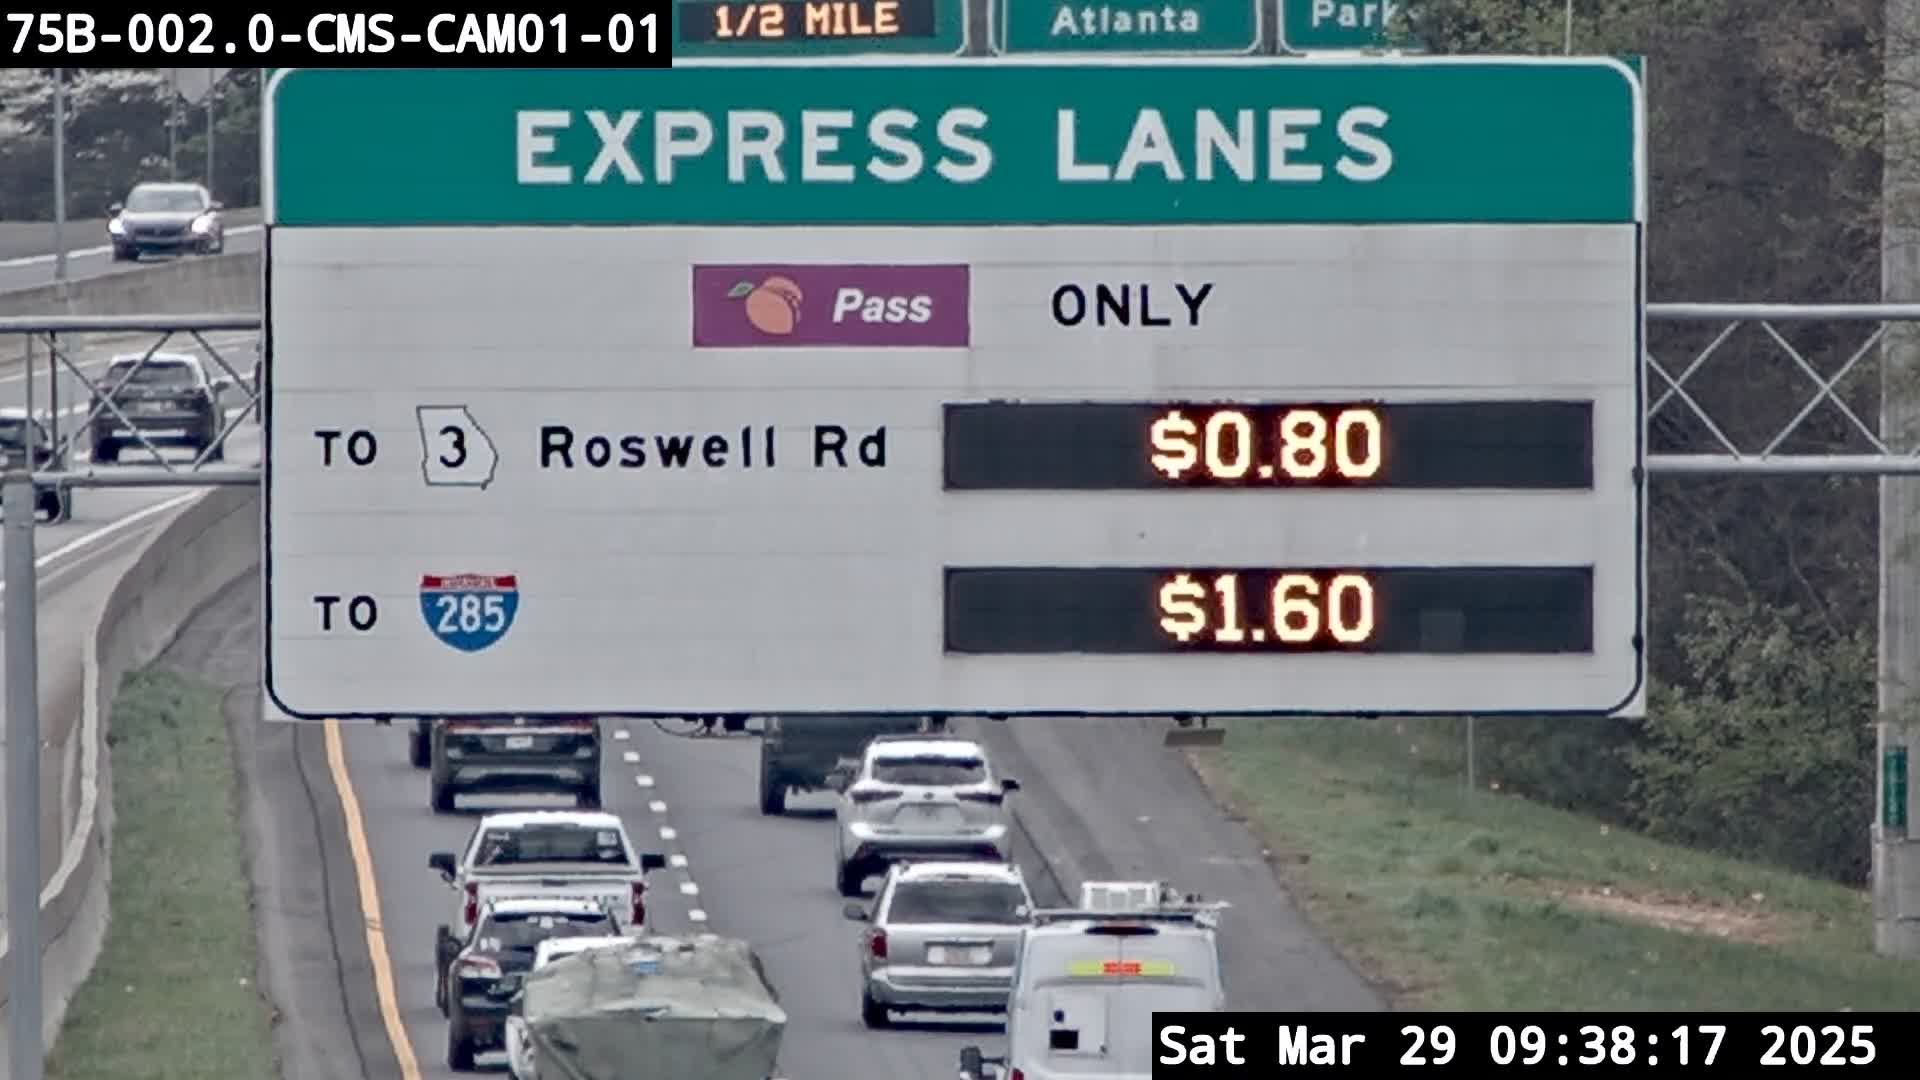 75B-002.0-CMS-CAM01-01
1/2 MILE
Atlanta
Park
EXPRESS LANES
Pass ONLY
TO 3 Roswell Rd $0.80
TO 285 $1.60
Sat Mar 29 09:38:17 2025